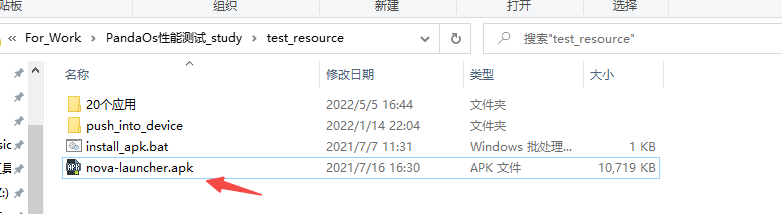 贴板 组织 新建 打开 选择
For_Work > PandaOs性能测试_study > test_resource 搜索"test_resource"
名称 修改日期 类型 大小
20个应用 2022/5/5 16:44 文件夹
push_into_device 2022/1/14 22:04 文件夹
install_apk.bat 2021/7/7 11:31 Windows 批处理... 1 KB
nova-launcher.apk 2021/7/16 16:30 APK 文件 10,719 KB